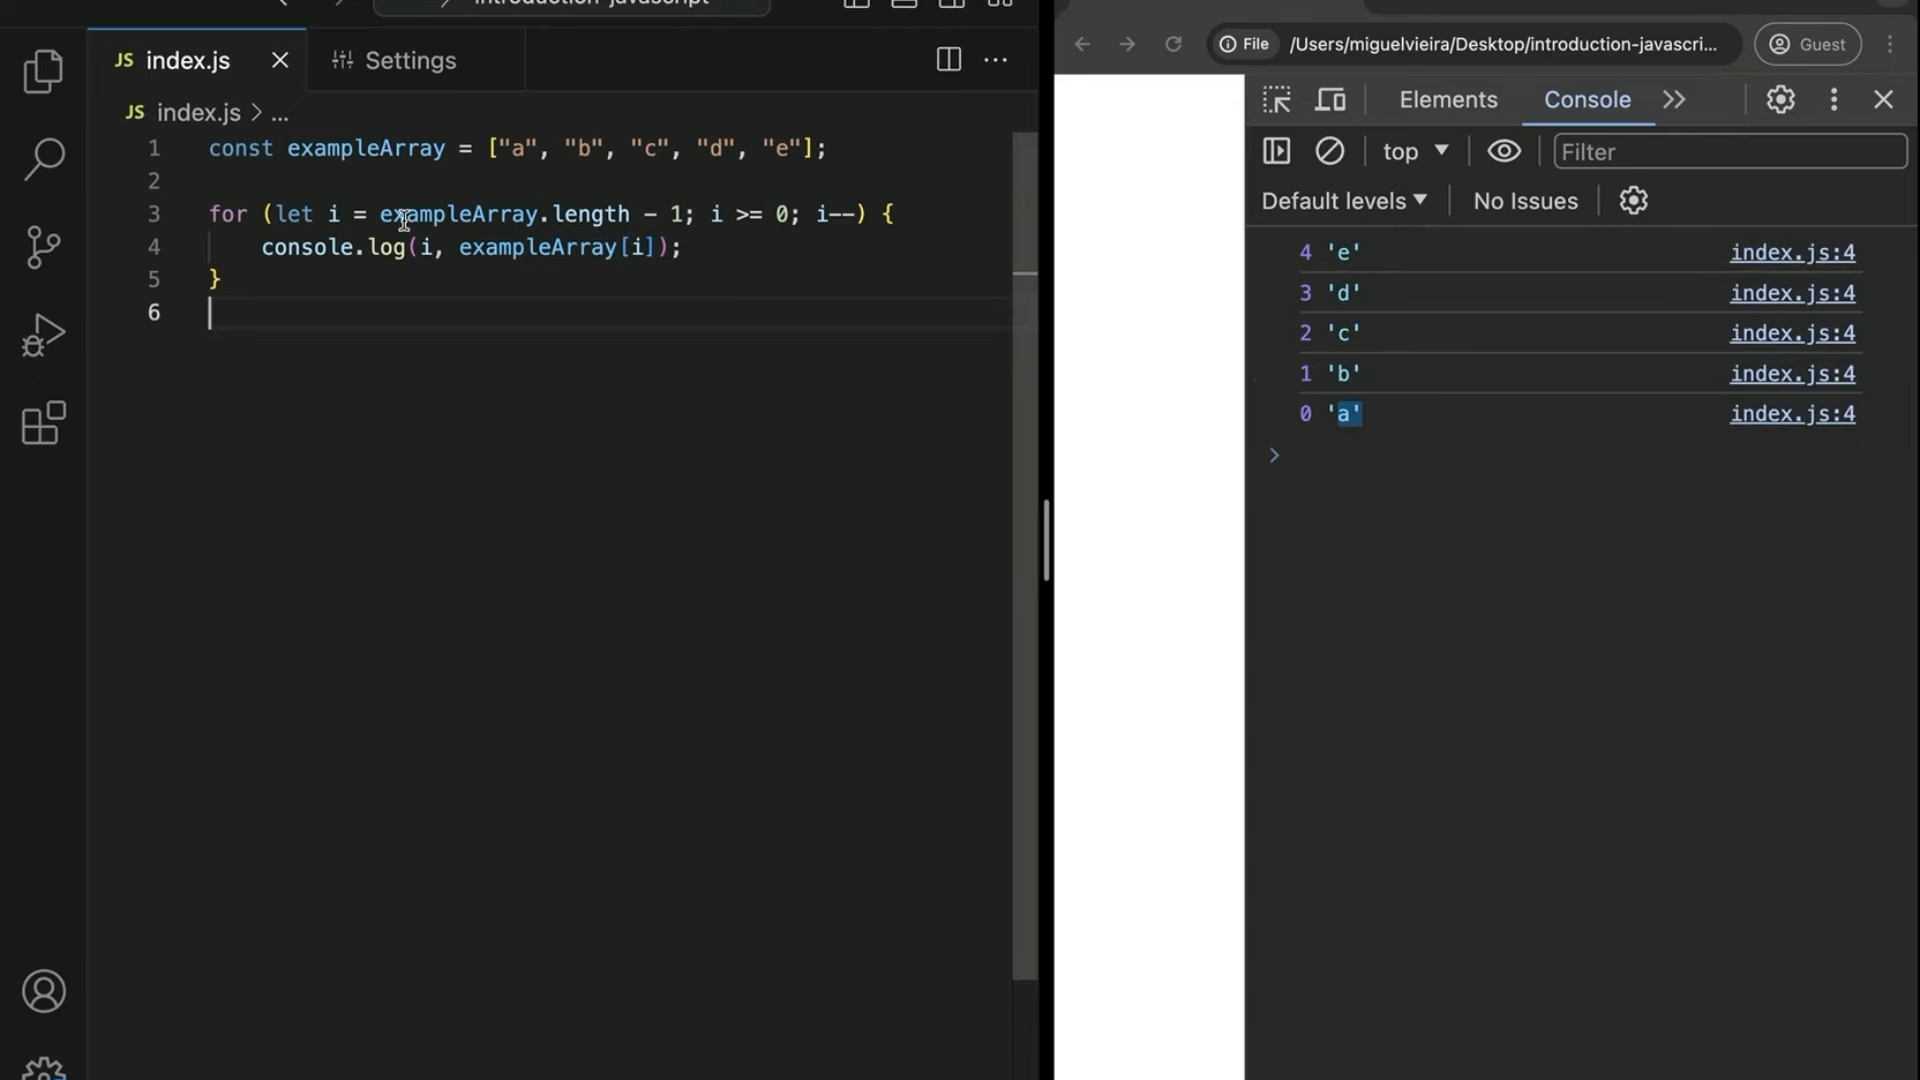 introduction-javascript
JS index.js
Settings
JS index.js > ...
1 const exampleArray = ["a", "b", "c", "d", "e"];
2
3 for (let i = exampleArray.length - 1; i >= 0; i--) {
4 console.log(i, exampleArray[i]);
5 }
6
File /Users/miguelvieira/Desktop/introduction-javascri... Guest
Elements Console
top Filter
Default levels No Issues
4 'e' index.js:4
3 'd' index.js:4
2 'c' index.js:4
1 'b' index.js:4
0 'a' index.js:4
>